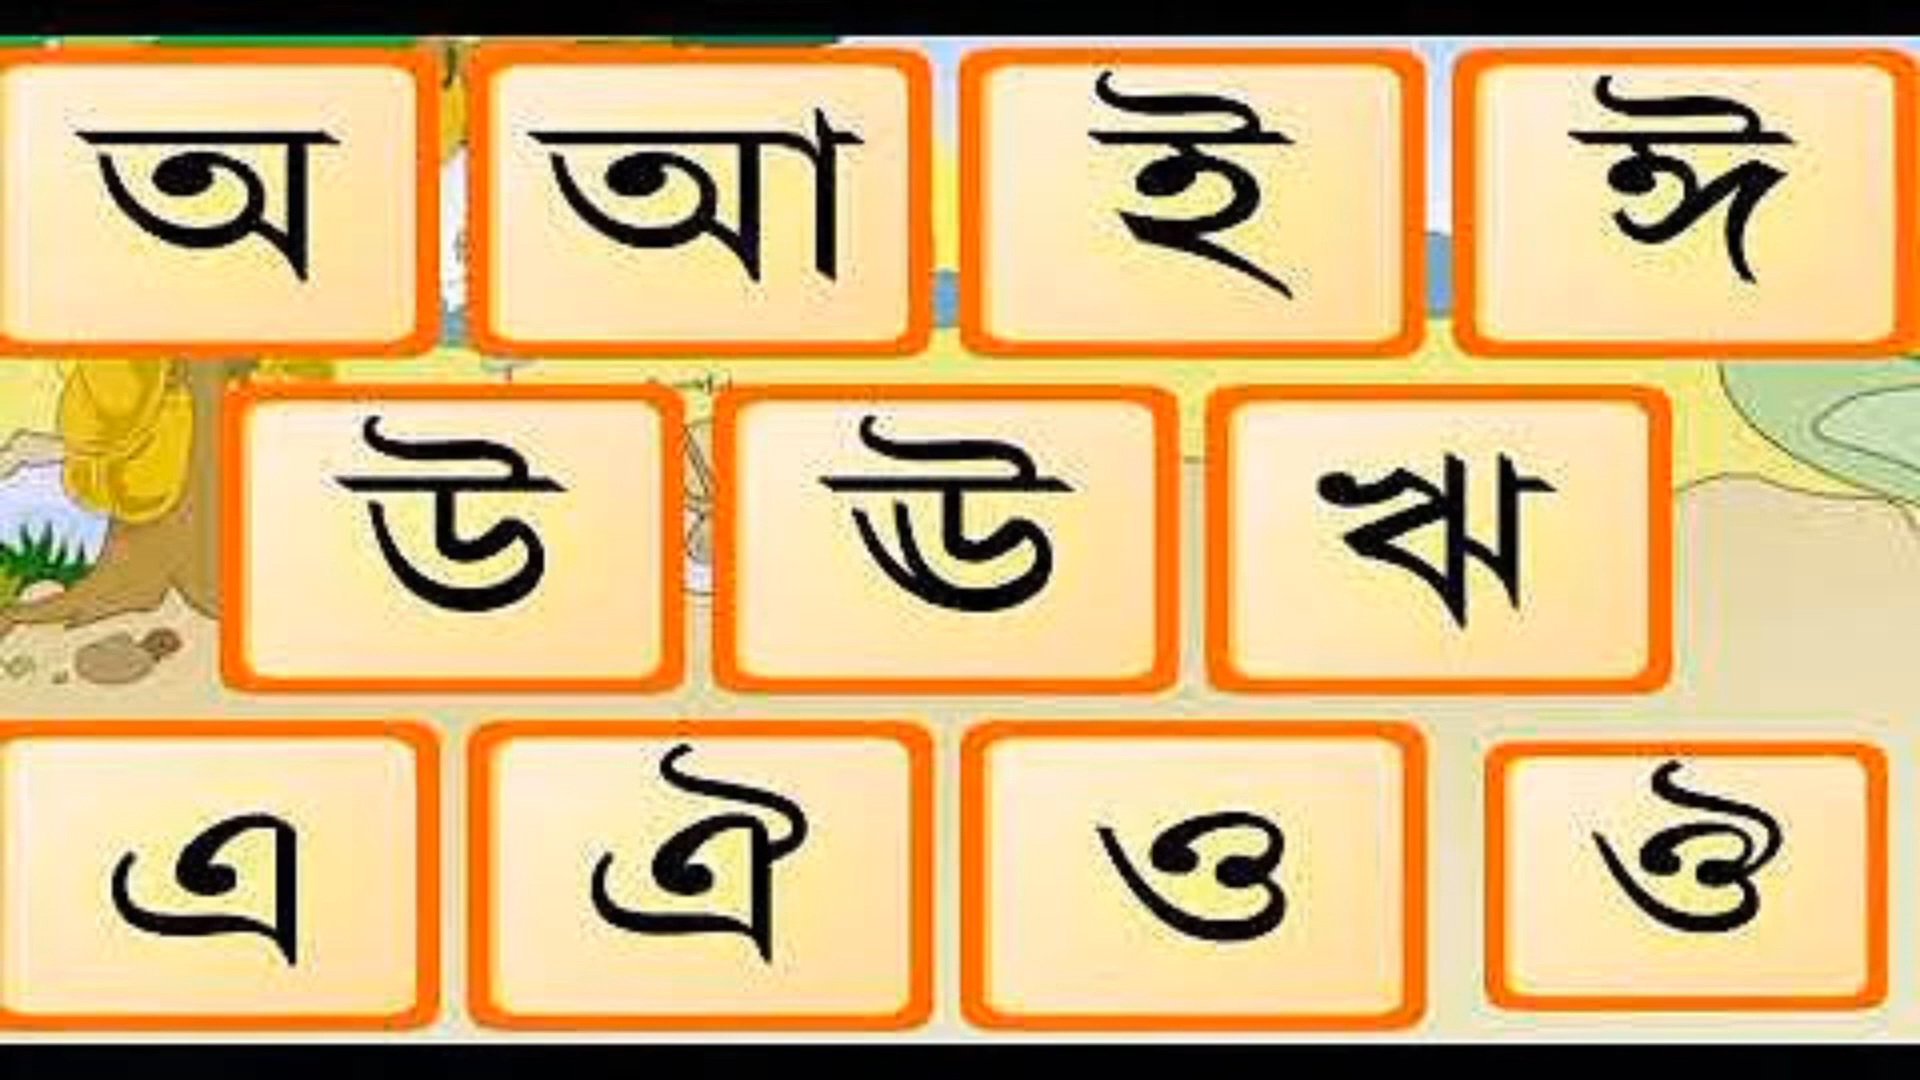 অ আ ই ঈ
উ ঊ ঋ
এ ঐ ও ঔ